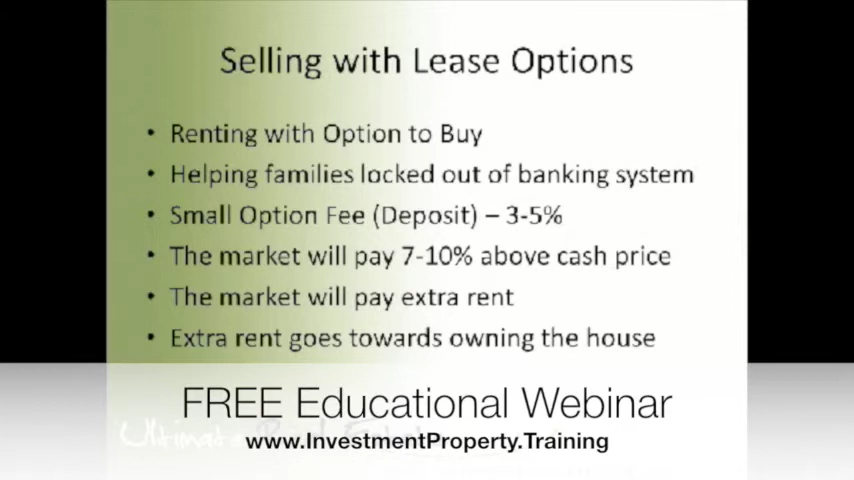 Selling with Lease Options
• Renting with Option to Buy
• Helping families locked out of banking system
• Small Option Fee (Deposit) – 3-5%
• The market will pay 7-10% above cash price
• The market will pay extra rent
• Extra rent goes towards owning the house
FREE Educational Webinar
Ultimate
www.InvestmentProperty.Training